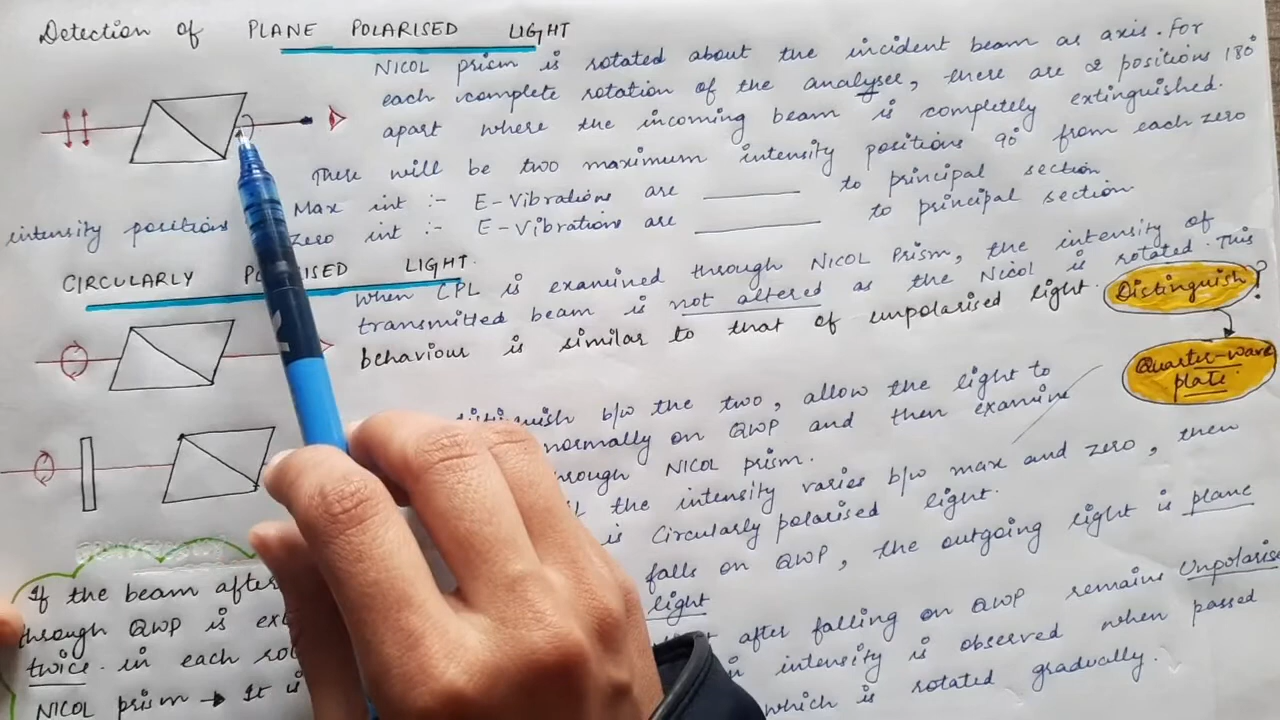 Detection of PLANE POLARISED LIGHT
NICOL prism is rotated about the incident beam as axis. For
each complete rotation of the analyser, there are 2 positions 180°
apart where the incoming beam is completely extinguished.
There will be two maximum intensity positions 90° from each zero
intensity positions
Max int :- E-Vibrations are ______ to principal section
Zero int :- E-Vibrations are ______ to principal section
CIRCULARLY POLARISED LIGHT.
When CPL is examined through NICOL Prism, the intensity of
transmitted beam is not altered as the Nicol is rotated. This
behaviour is similar to that of unpolarised light.
Distinguish?
Quarter-wave
plate
b/w the two, allow the light to
normally on QWP and then examine
through NICOL prism.
the intensity varies b/w max and zero, then
is Circularly polarised light.
falls on QWP, the outgoing light is plane
light
after falling on QWP remains Unpolarise
in intensity is observed when passed
which is rotated gradually.
If the beam after
through QWP is
twice in each
NICOL prism → It is